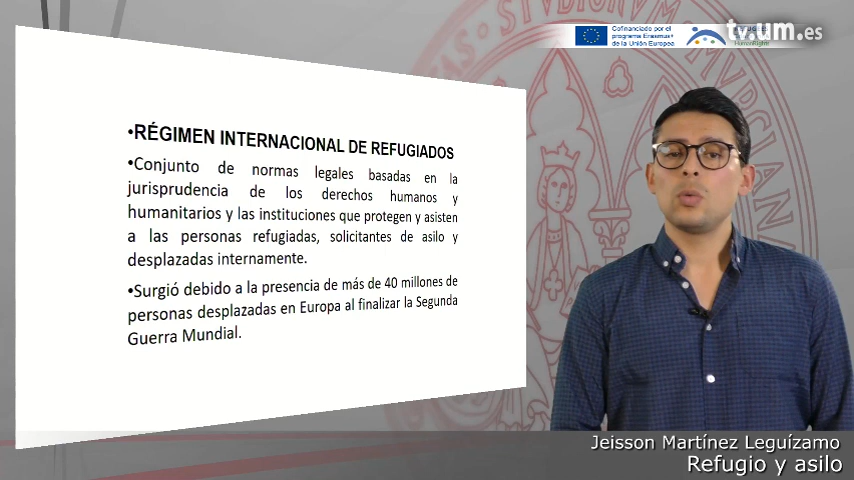 Cofinanciado por el
programa Erasmus+
de la Unión Europea
HumanRights
tv.um.es
•RÉGIMEN INTERNACIONAL DE REFUGIADOS
•Conjunto de normas legales basadas en la
jurisprudencia de los derechos humanos y
humanitarios y las instituciones que protegen y asisten
a las personas refugiadas, solicitantes de asilo y
desplazadas internamente.
•Surgió debido a la presencia de más de 40 millones de
personas desplazadas en Europa al finalizar la Segunda
Guerra Mundial.
Jeisson Martínez Leguízamo
Refugio y asilo